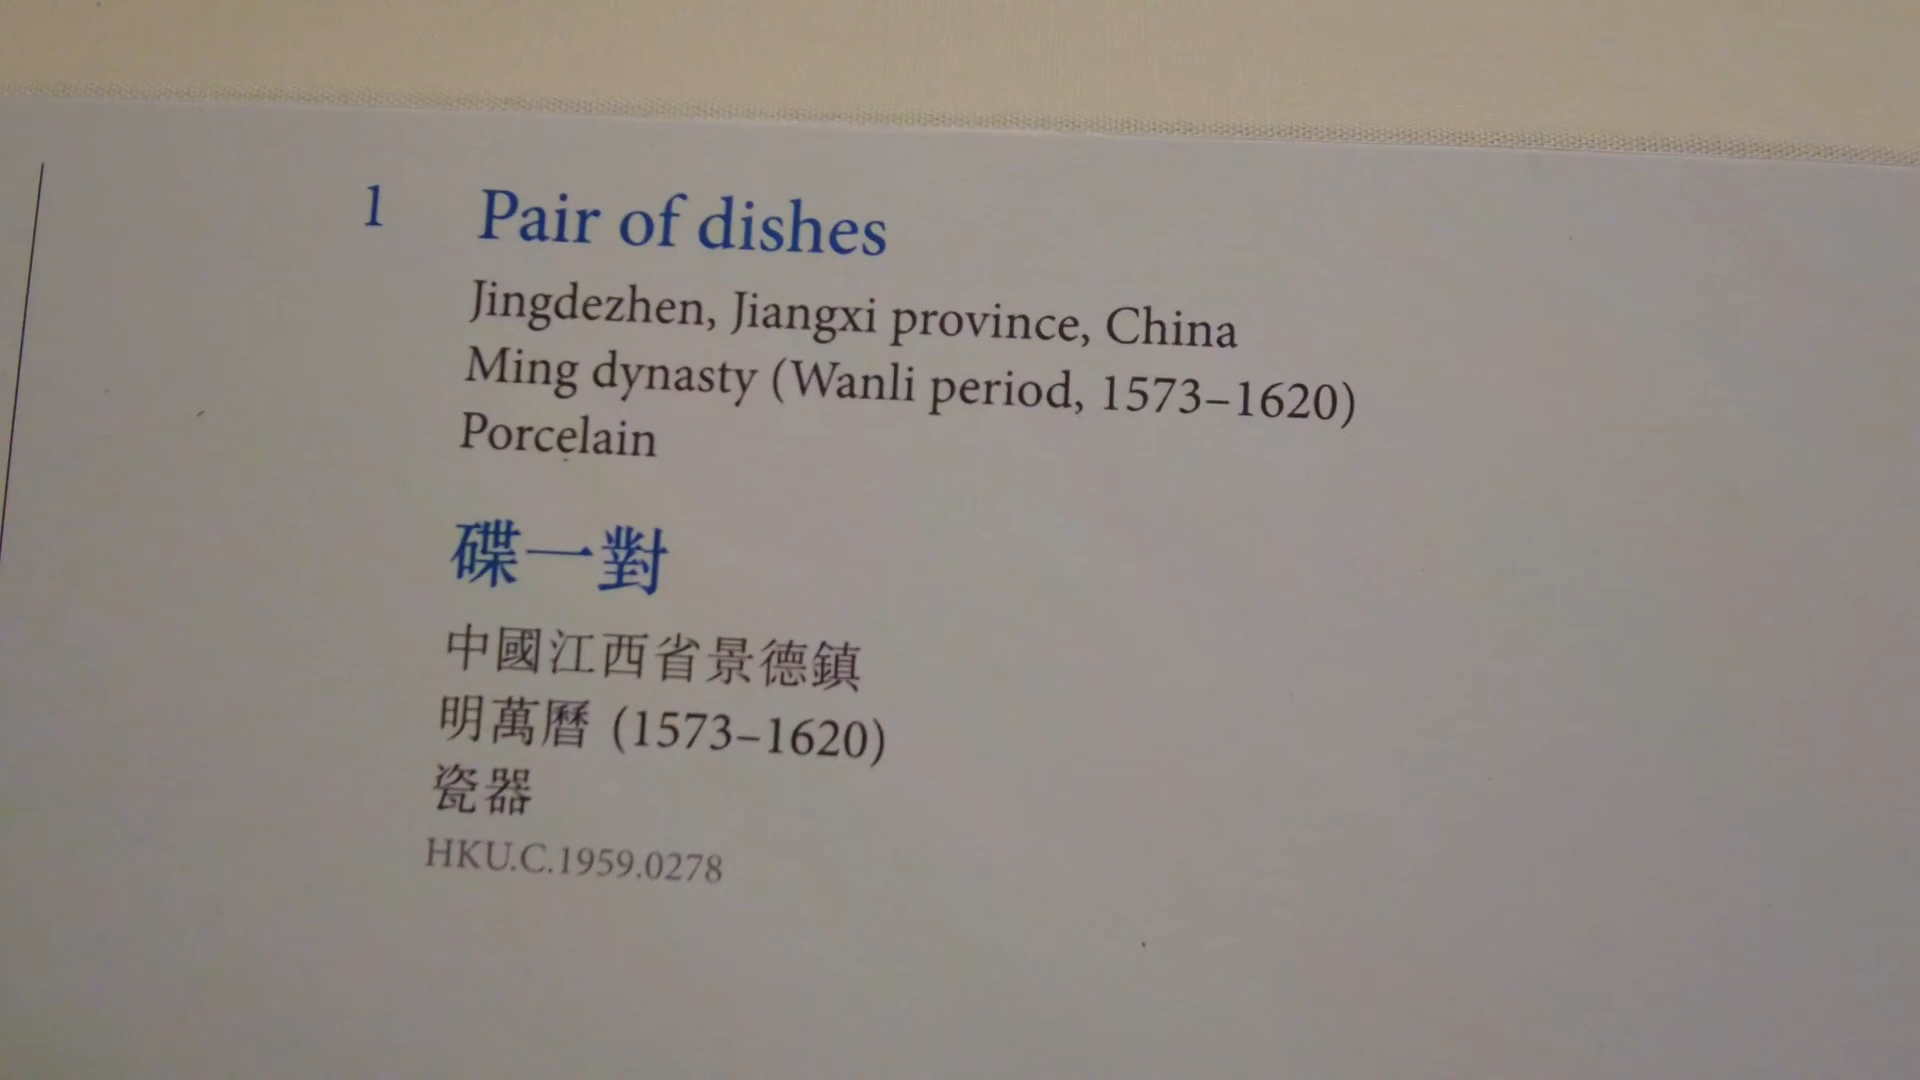 1 Pair of dishes
Jingdezhen, Jiangxi province, China
Ming dynasty (Wanli period, 1573–1620)
Porcelain
碟一對
中國江西省景德鎮
明萬曆 (1573–1620)
瓷器
HKU.C.1959.0278